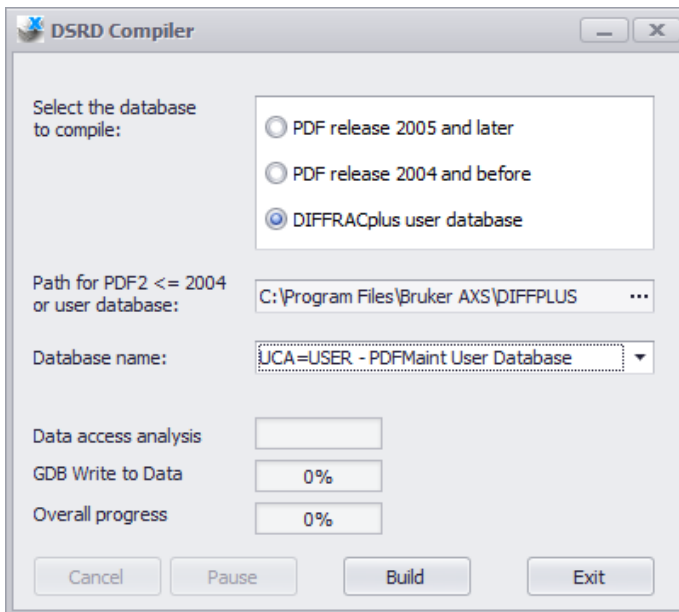 DSRD Compiler
Select the database
to compile:
PDF release 2005 and later
PDF release 2004 and before
DIFFRACplus user database
Path for PDF2 <= 2004
or user database:
C:\Program Files\Bruker AXS\DIFFPLUS ...
Database name:
UCA=USER - PDFMaint User Database
Data access analysis
GDB Write to Data
0%
Overall progress
0%
Cancel
Pause
Build
Exit